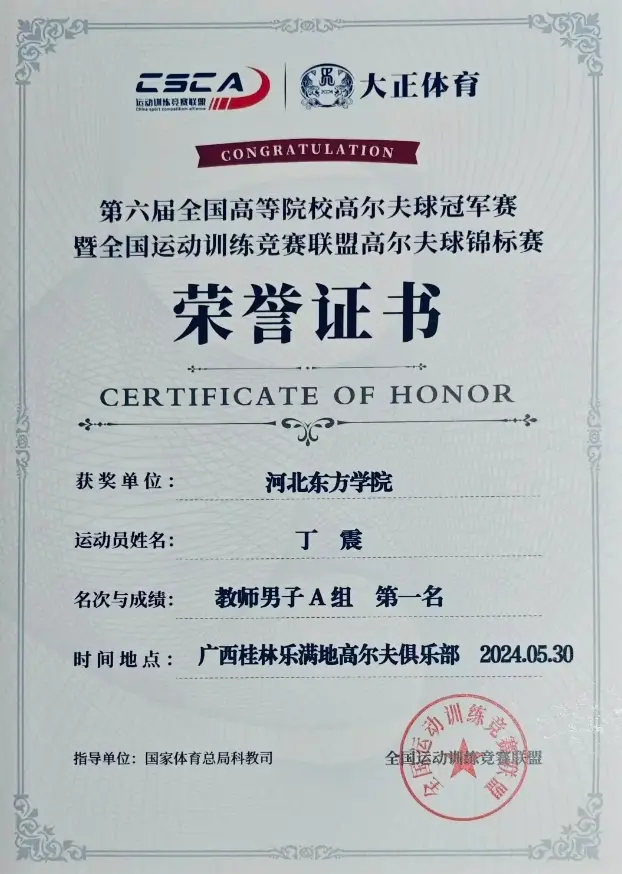 CSCA
运动训练竞赛联盟
China sport competition alliance
大正体育
CONGRATULATION
第六届全国高等院校高尔夫球冠军赛
暨全国运动训练竞赛联盟高尔夫球锦标赛
荣誉证书
CERTIFICATE OF HONOR
获奖单位： 河北东方学院
运动员姓名： 丁 震
名次与成绩： 教师男子 A 组 第一名
时间地点： 广西桂林乐满地高尔夫俱乐部 2024.05.30
指导单位：国家体育总局科教司
全国运动训练竞赛联盟
全国运动训练竞赛联盟